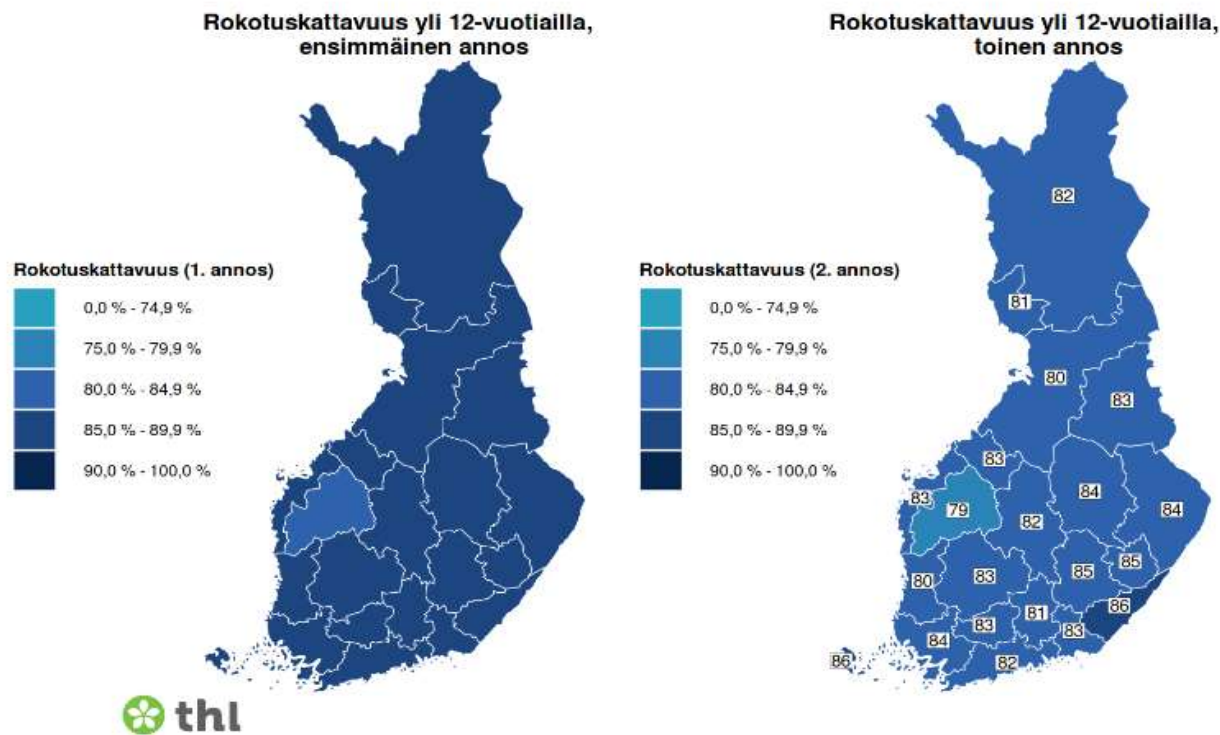 Rokotuskattavuus yli 12-vuotiailla,
ensimmäinen annos
Rokotuskattavuus (1. annos)
0,0 % - 74,9 %
75,0 % - 79,9 %
80,0 % - 84,9 %
85,0 % - 89,9 %
90,0 % - 100,0 %
thl
Rokotuskattavuus yli 12-vuotiailla,
toinen annos
Rokotuskattavuus (2. annos)
0,0 % - 74,9 %
75,0 % - 79,9 %
80,0 % - 84,9 %
85,0 % - 89,9 %
90,0 % - 100,0 %
82
81
80
83
83
83
79
84
82
84
80
83
85
85
86
81
83
83
84
82
86